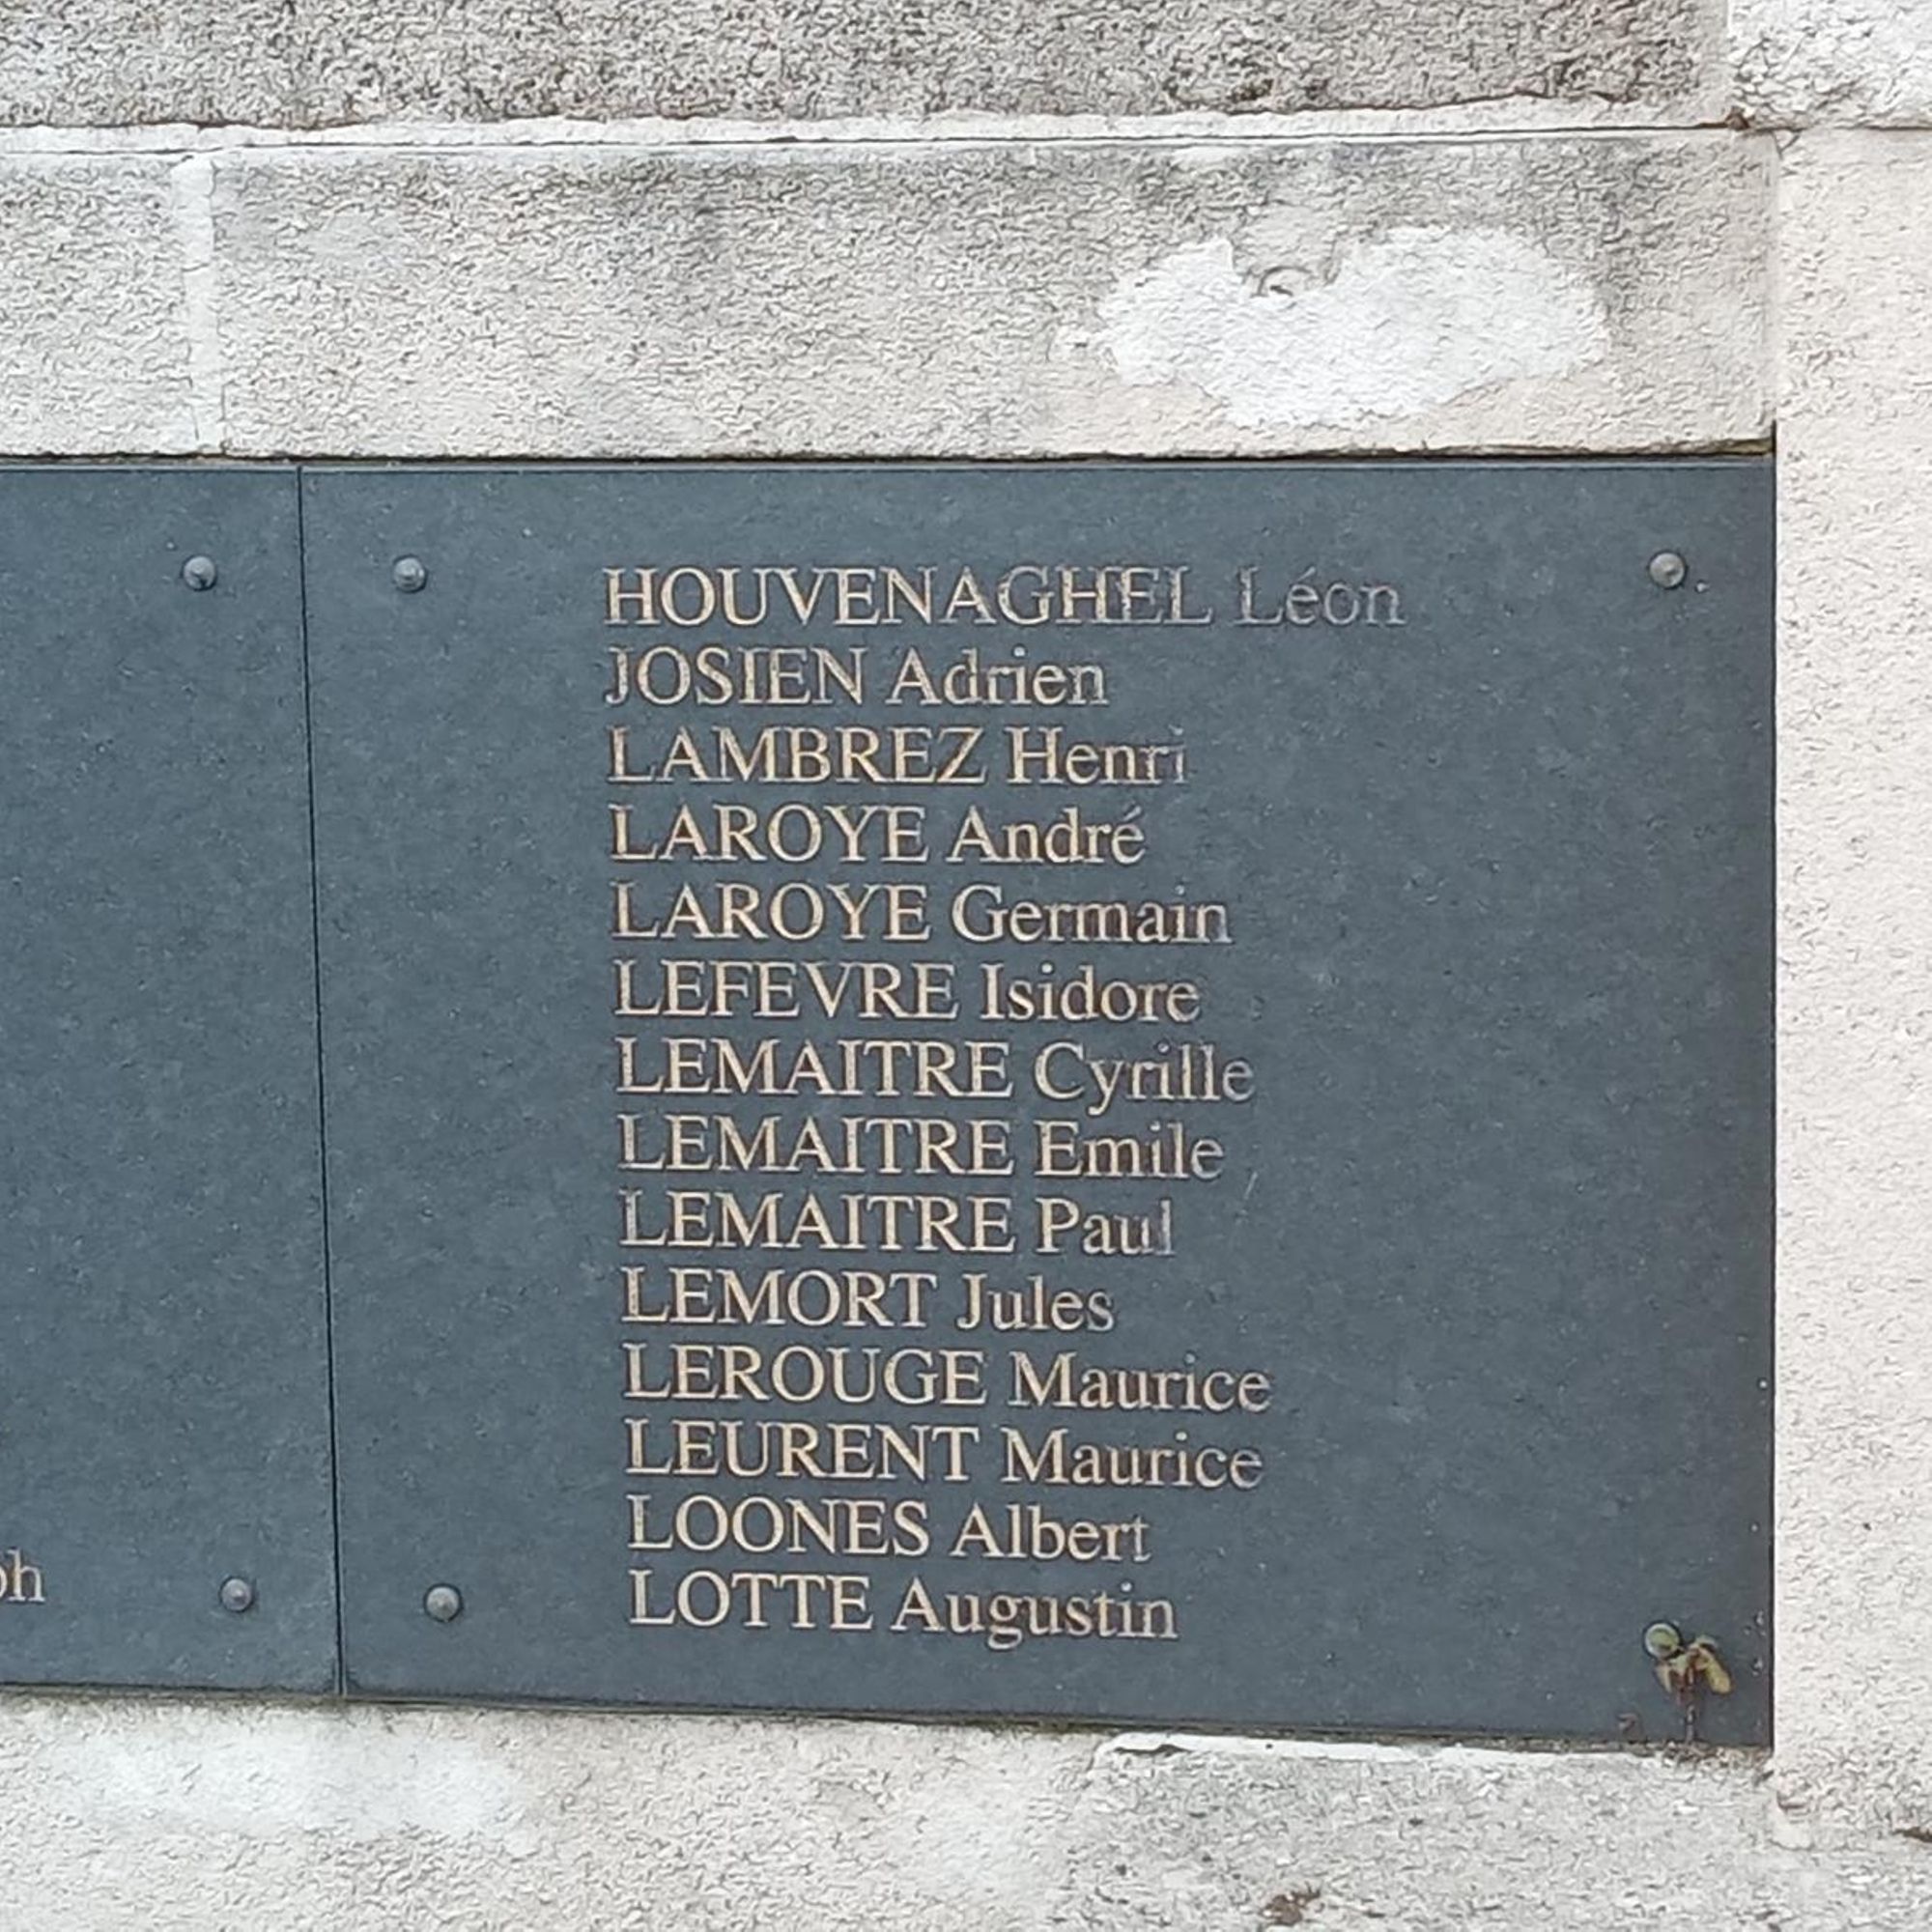 HOUVENAGHEL Léon
JOSIEN Adrien
LAMBREZ Henri
LAROYE André
LAROYE Germain
LEFEVRE Isidore
LEMAITRE Cyrille
LEMAITRE Emile
LEMAITRE Paul
LEMORT Jules
LEROUGE Maurice
LEURENT Maurice
LOONES Albert
LOTTE Augustin